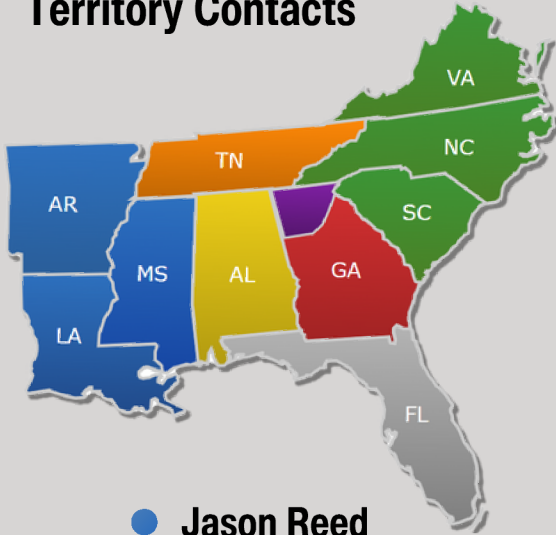 Territory Contacts
VA
NC
TN
SC
AR
MS
AL
GA
LA
FL
Jason Reed